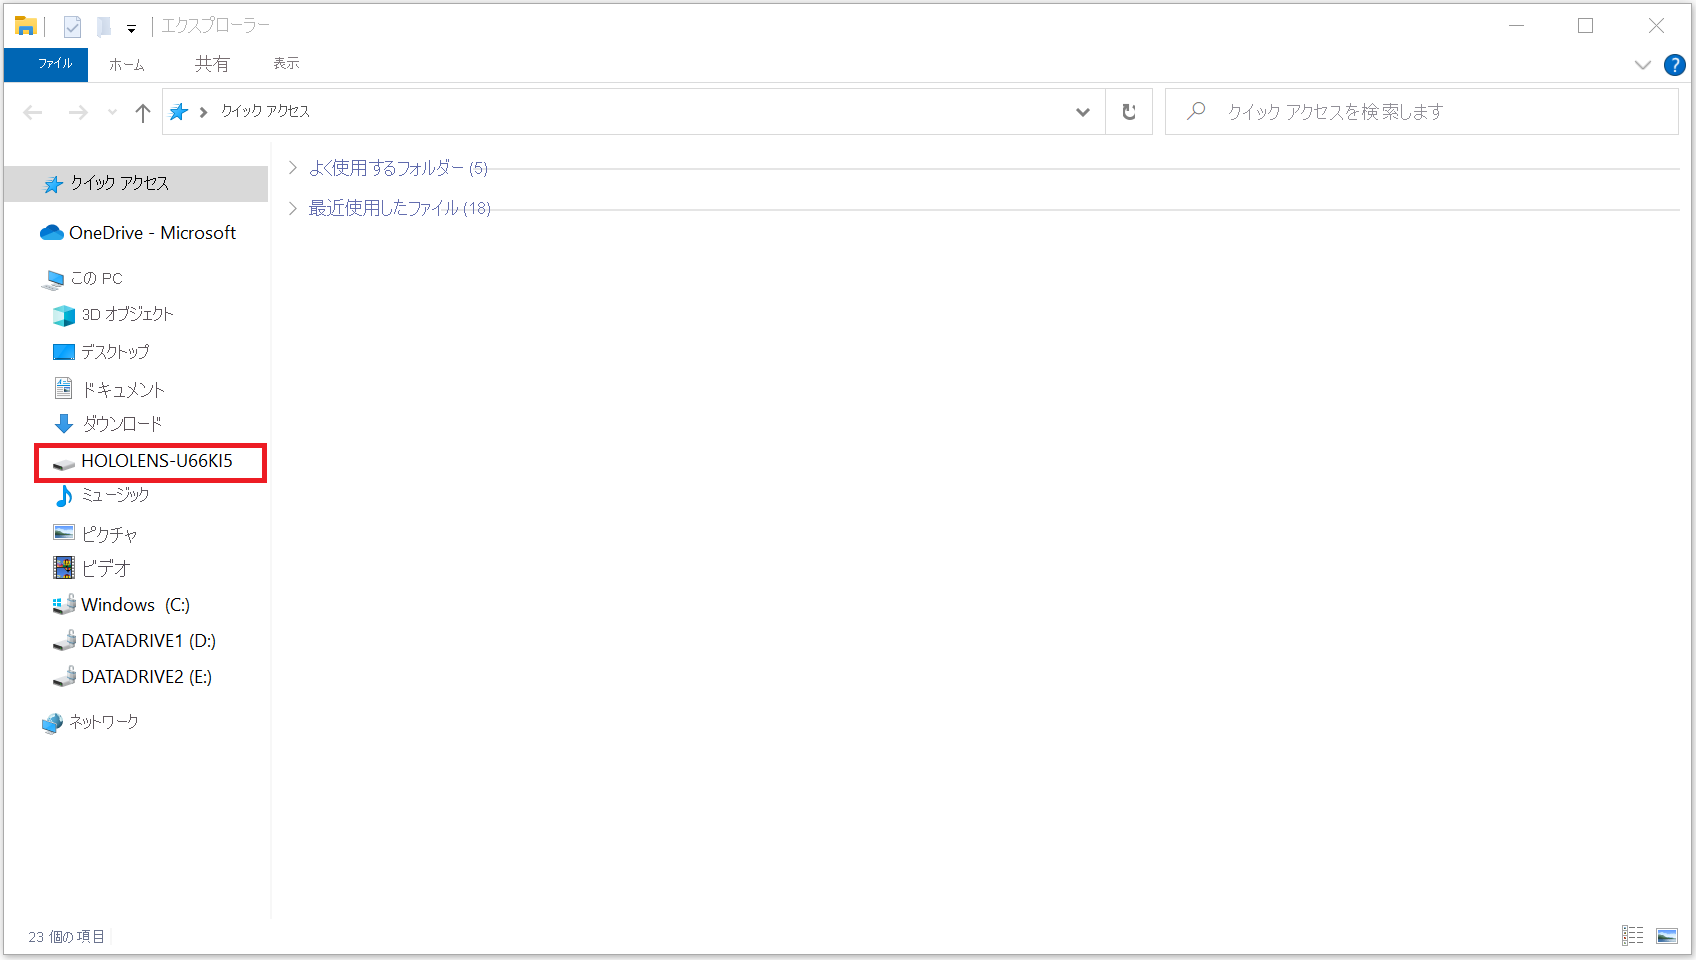 エクスプローラー
ファイル ホーム 共有 表示
クイック アクセス
クイック アクセスを検索します
クイック アクセス
OneDrive - Microsoft
この PC
3D オブジェクト
デスクトップ
ドキュメント
ダウンロード
HOLOLENS-U66KI5
ミュージック
ピクチャ
ビデオ
Windows (C:)
DATADRIVE1 (D:)
DATADRIVE2 (E:)
ネットワーク
よく使用するフォルダー (5)
最近使用したファイル (18)
23 個の項目